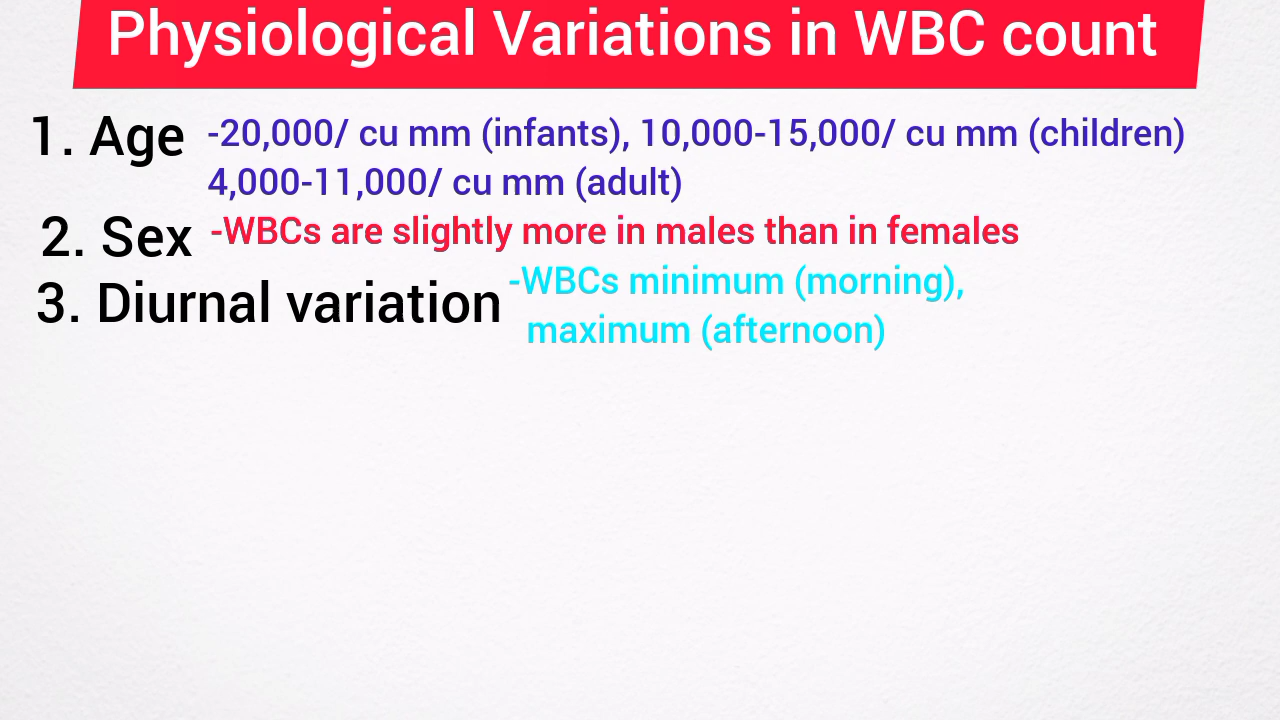 Physiological Variations in WBC count
1. Age -20,000/ cu mm (infants), 10,000-15,000/ cu mm (children)
4,000-11,000/ cu mm (adult)
2. Sex -WBCs are slightly more in males than in females
3. Diurnal variation -WBCs minimum (morning),
maximum (afternoon)